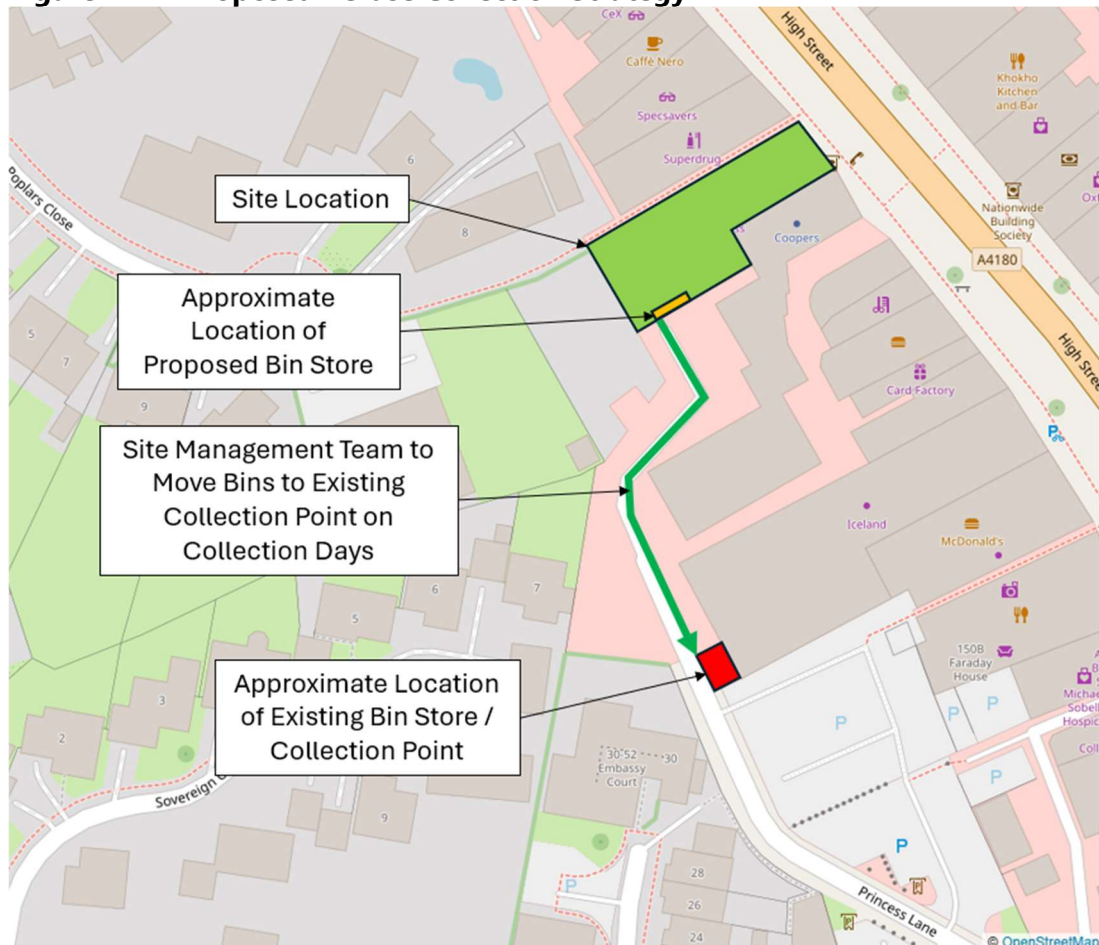 CeX
Caffè Nero
Specsavers
Superdrug
High Street
Khokho
Kitchen
and Bar
Nationwide
Building
Society
A4180
Coopers
High Street
Card Factory
Poplars Close
Site Location
6
8
5
7
9
Approximate
Location of
Proposed Bin Store
Site Management Team to
Move Bins to Existing
Collection Point on
Collection Days
Iceland
McDonald's
6
7
5
3
2
150B
Faraday
House
Approximate Location
of Existing Bin Store /
Collection Point
P
P
P
P
P
P
P
30-52
Embassy
Court
30
Sovereign
9
28
26
24
Princess Lane
© OpenStreetMap